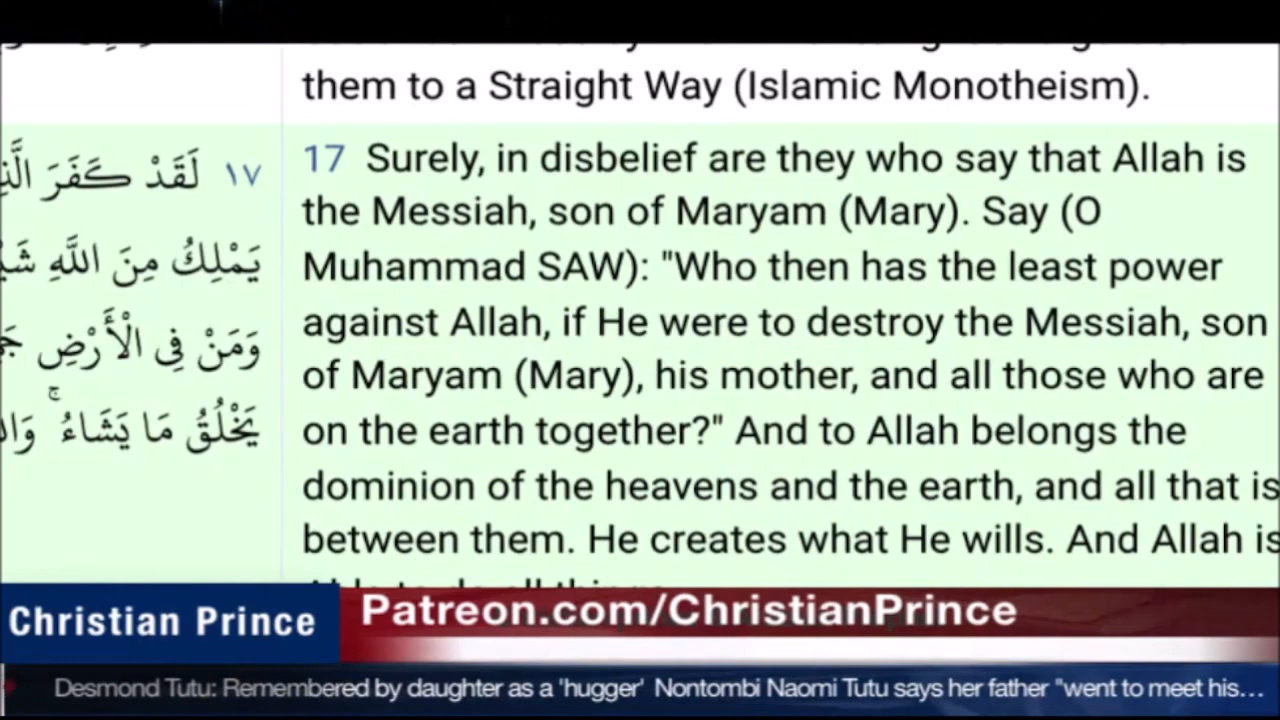 them to a Straight Way (Islamic Monotheism).
١٧ لَقَدْ كَفَرَ
17 Surely, in disbelief are they who say that Allah is
the Messiah, son of Maryam (Mary). Say (O
يَمْلِكُ مِنَ اللَّهِ
Muhammad SAW): "Who then has the least power
against Allah, if He were to destroy the Messiah, son
وَمَنْ فِي الْأَرْضِ
of Maryam (Mary), his mother, and all those who are
on the earth together?" And to Allah belongs the
يَخْلُقُ مَا يَشَاءُ ۚ
dominion of the heavens and the earth, and all that is
between them. He creates what He wills. And Allah is
Christian Prince
Patreon.com/ChristianPrince
Desmond Tutu: Remembered by daughter as a 'hugger' Nontombi Naomi Tutu says her father "went to meet his...